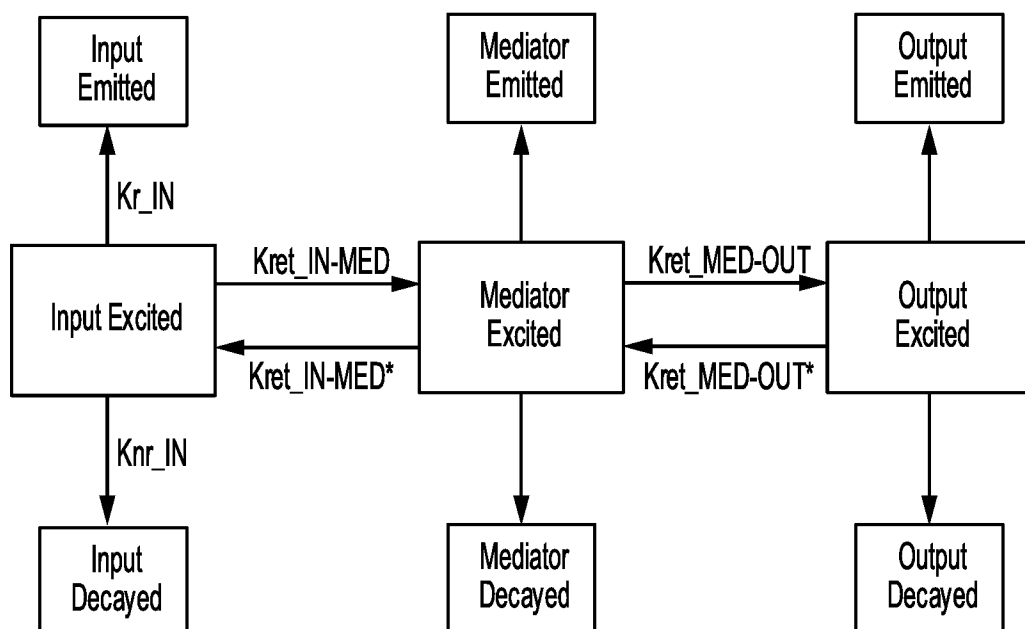 Input
Emitted
Mediator
Emitted
Output
Emitted
Kr_IN
Kret_IN-MED
Kret_MED-OUT
Input Excited
Mediator
Excited
Output
Excited
Kret_IN-MED*
Kret_MED-OUT*
Knr_IN
Input
Decayed
Mediator
Decayed
Output
Decayed